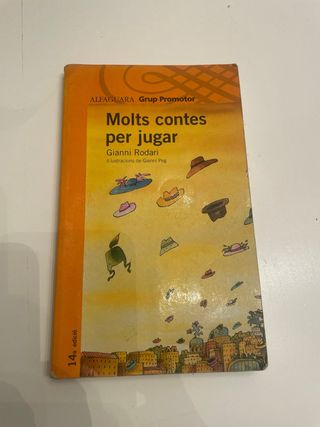 ALFAGUARA Grup Promotor
Molts contes
per jugar
Gianni Rodari
Il·lustracions de Gianni Peg
14a edició